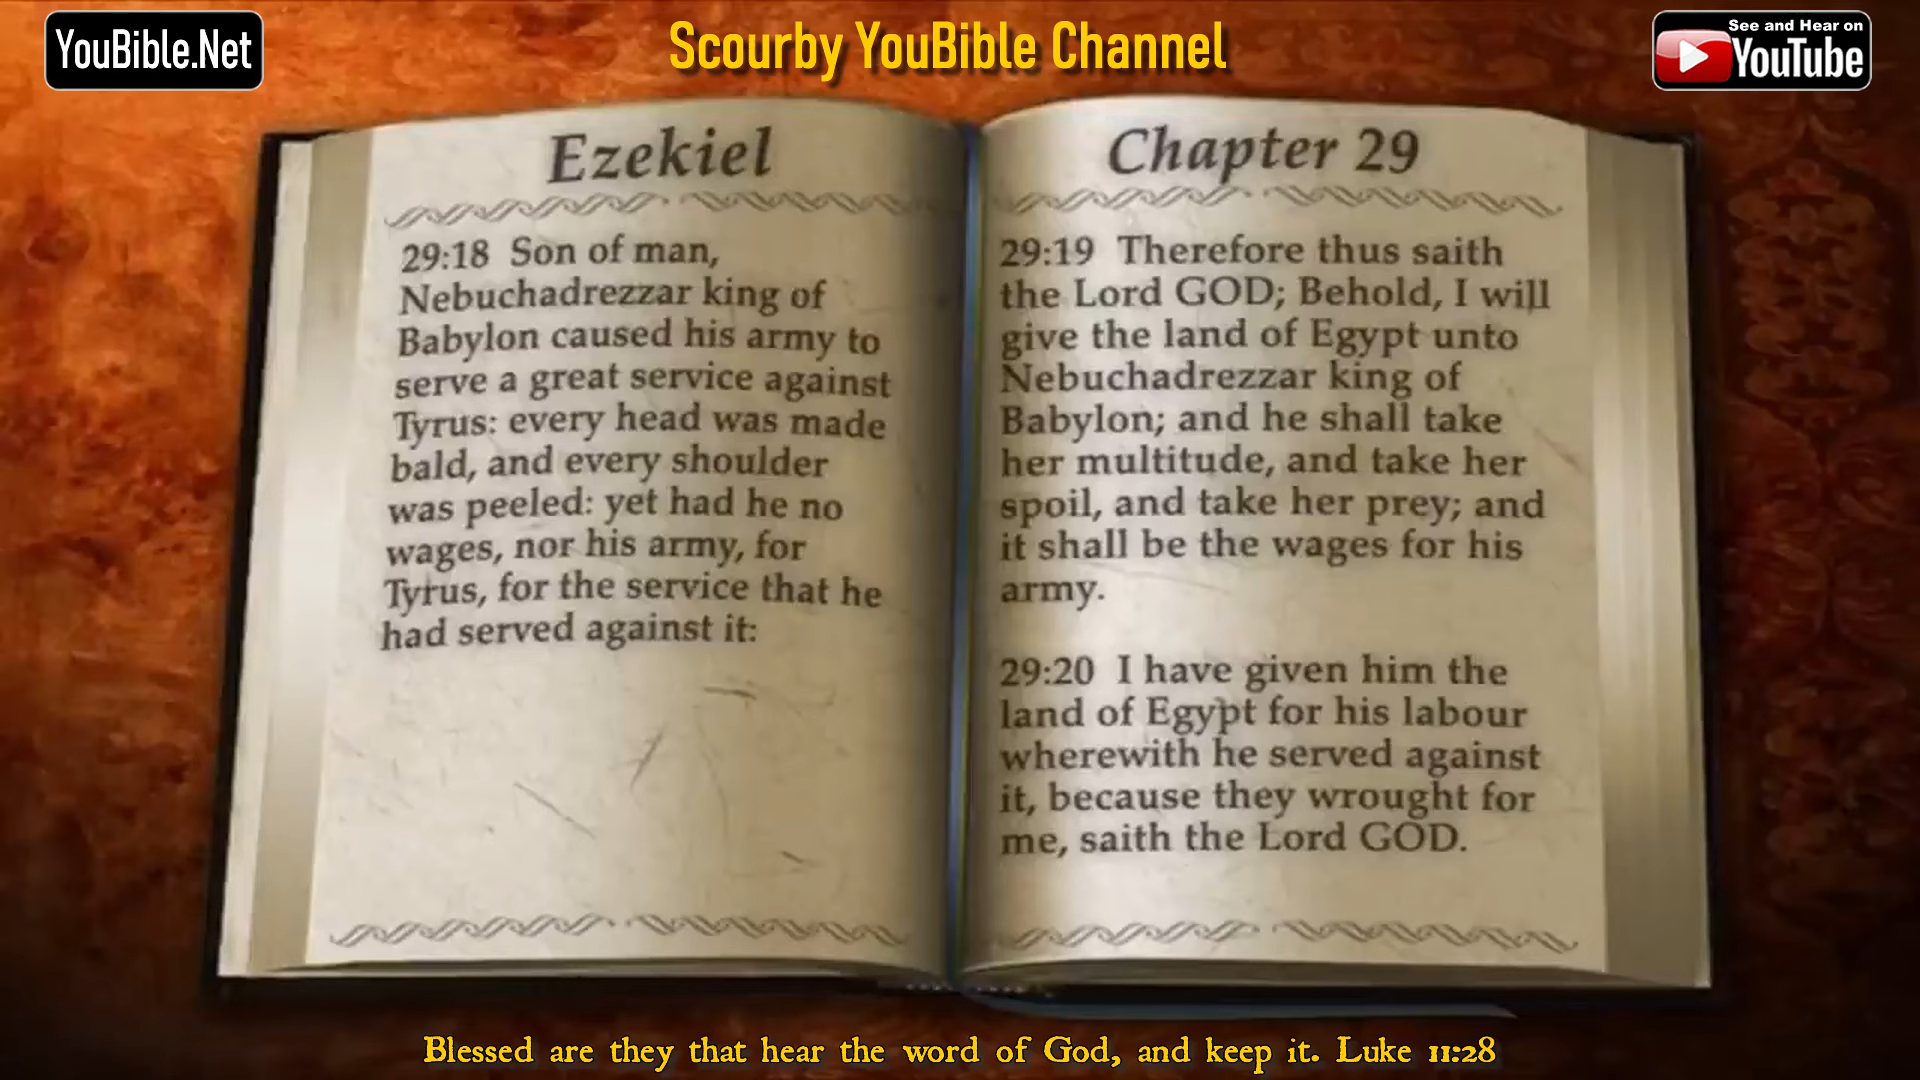 YouBible.Net
Scourby YouBible Channel
See and Hear on
YouTube
Ezekiel
29:18 Son of man,
Nebuchadrezzar king of
Babylon caused his army to
serve a great service against
Tyrus: every head was made
bald, and every shoulder
was peeled: yet had he no
wages, nor his army, for
Tyrus, for the service that he
had served against it:
Chapter 29
29:19 Therefore thus saith
the Lord GOD; Behold, I will
give the land of Egypt unto
Nebuchadrezzar king of
Babylon; and he shall take
her multitude, and take her
spoil, and take her prey; and
it shall be the wages for his
army.
29:20 I have given him the
land of Egypt for his labour
wherewith he served against
it, because they wrought for
me, saith the Lord GOD.
Blessed are they that hear the word of God, and keep it. Luke 11:28